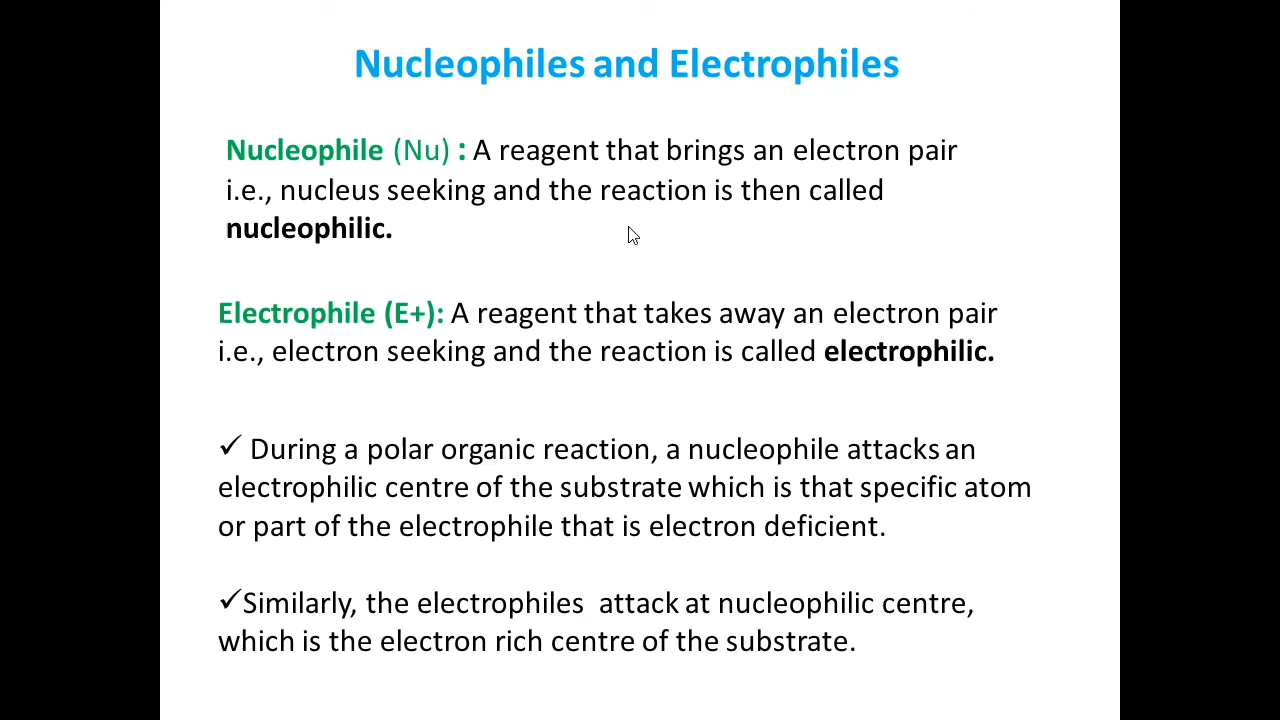 Nucleophiles and Electrophiles
Nucleophile (Nu) : A reagent that brings an electron pair
i.e., nucleus seeking and the reaction is then called
nucleophilic.
Electrophile (E+): A reagent that takes away an electron pair
i.e., electron seeking and the reaction is called electrophilic.
✓ During a polar organic reaction, a nucleophile attacks an
electrophilic centre of the substrate which is that specific atom
or part of the electrophile that is electron deficient.
✓Similarly, the electrophiles attack at nucleophilic centre,
which is the electron rich centre of the substrate.